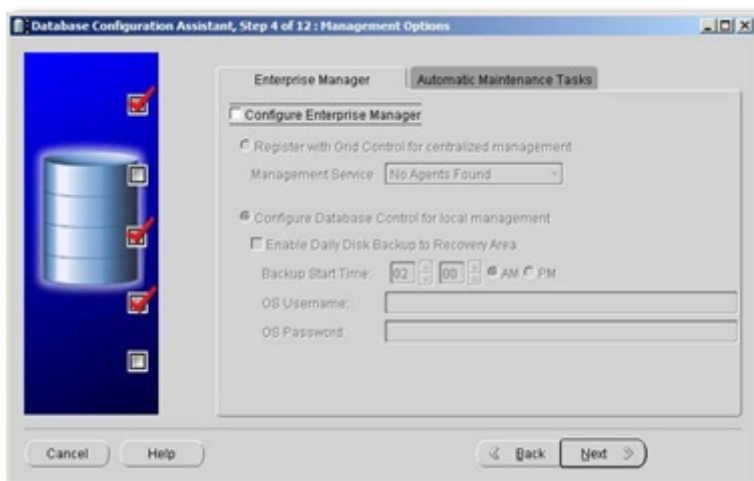 Database Configuration Assistant, Step 4 of 12 : Management Options
Enterprise Manager
Automatic Maintenance Tasks
Configure Enterprise Manager
Register with Grid Control for centralized management
Management Service No Agents Found
Configure Database Control for local management
Enable Daily Disk Backup to Recovery Area
Backup Start Time: 02 00 AM PM
OS Username:
OS Password:
Cancel Help Back Next